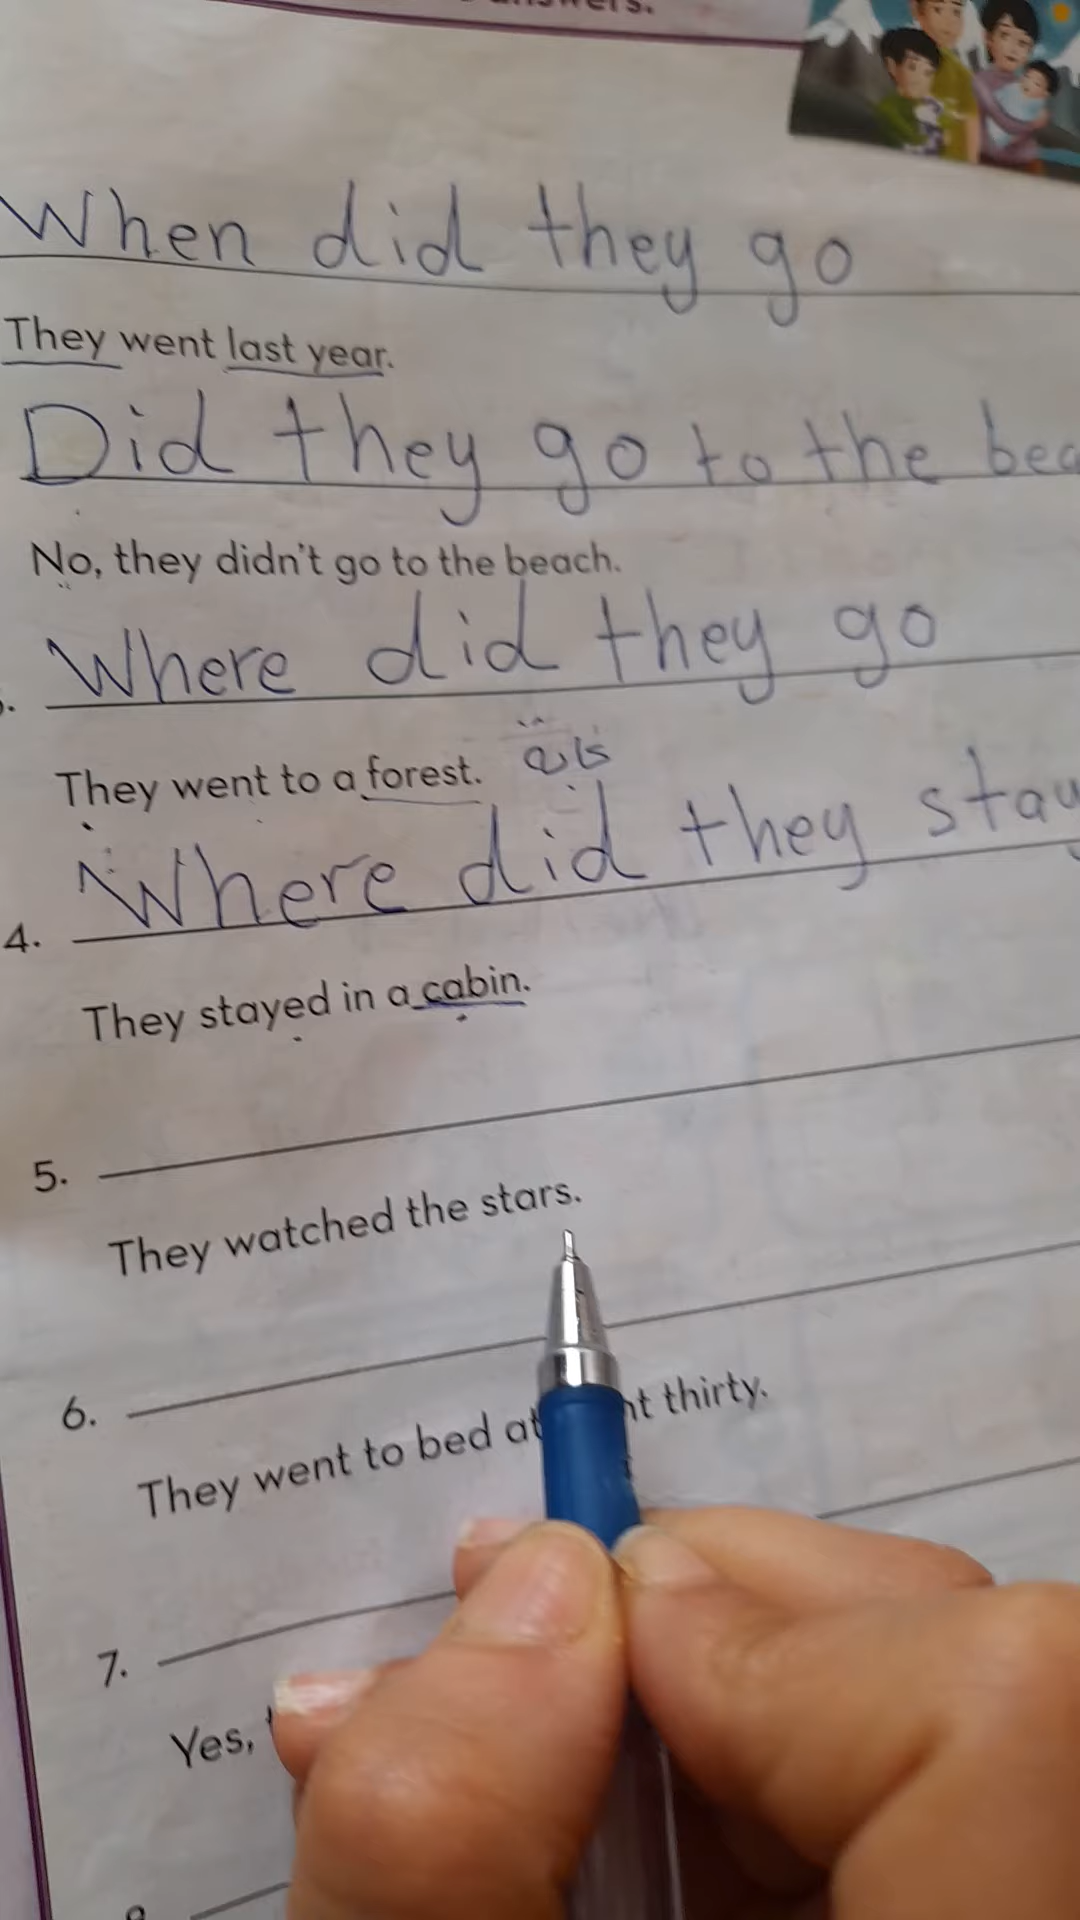 When did they go
They went last year.
Did they go to the
No, they didn't go to the beach.
Where did they go
They went to a forest.
4. Where did they stay
They stayed in a cabin.
5.
They watched the stars.
6.
They went to bed at thirty.
7.
Yes,